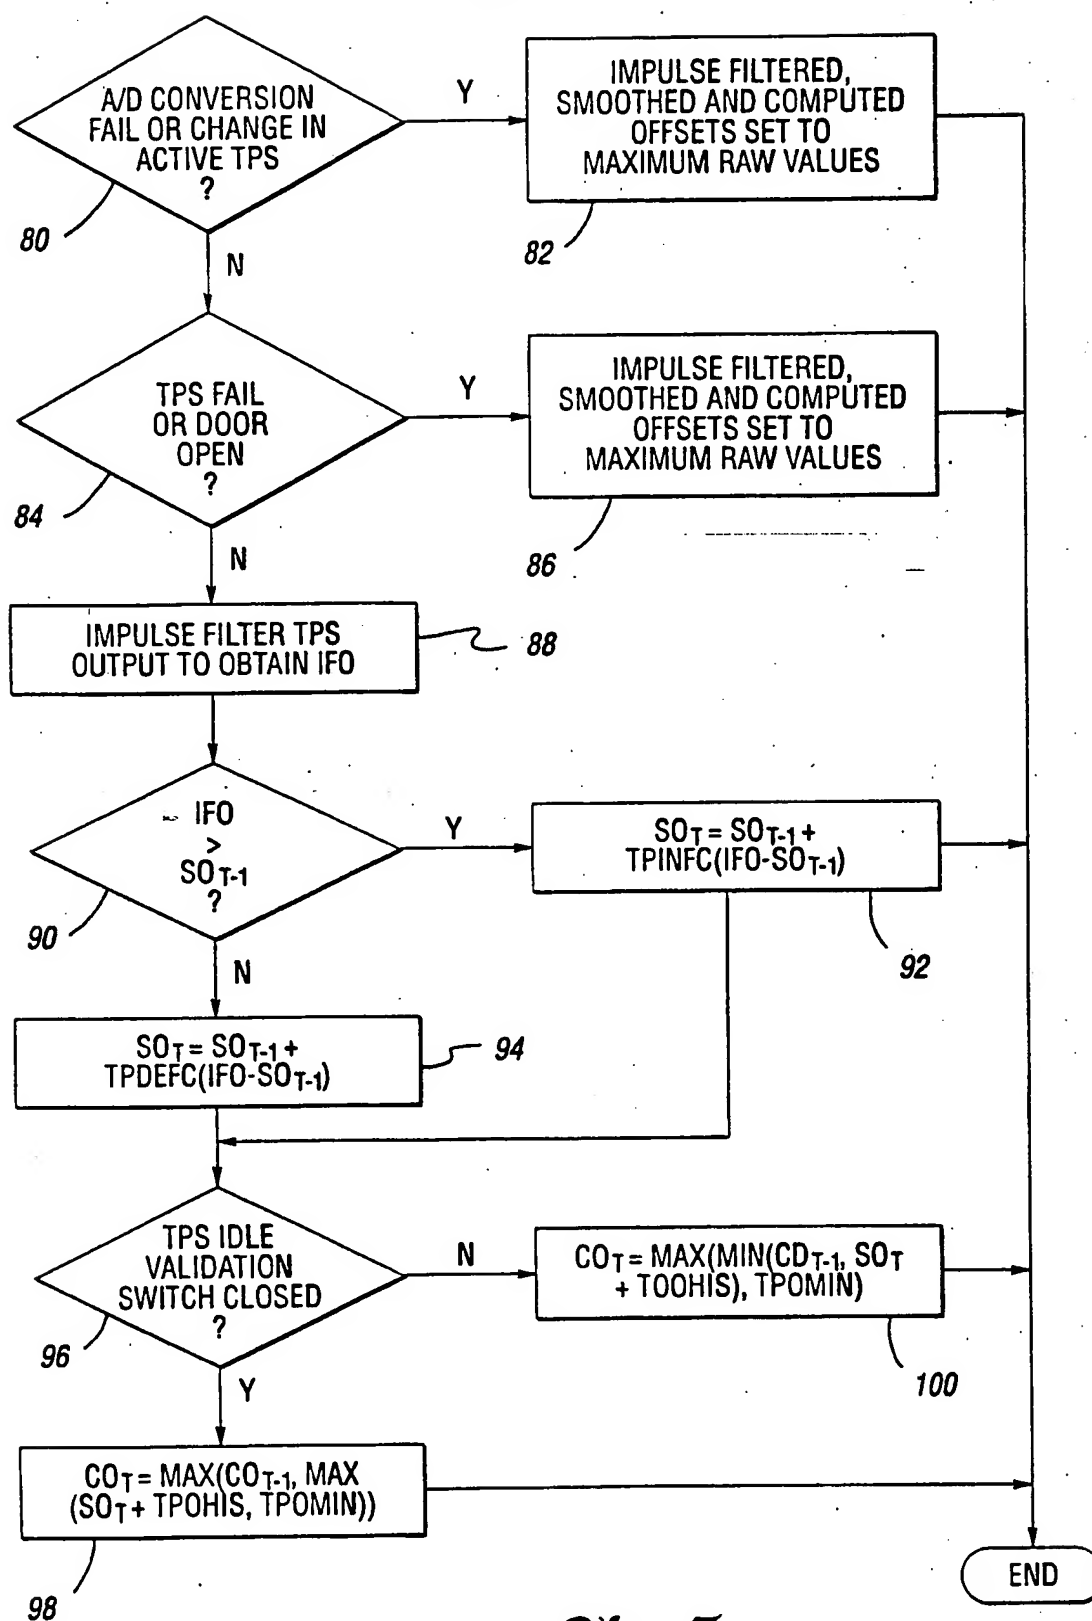 A/D CONVERSION
FAIL OR CHANGE IN
ACTIVE TPS
?
80
Y
IMPULSE FILTERED,
SMOOTHED AND COMPUTED
OFFSETS SET TO
MAXIMUM RAW VALUES
82
N
TPS FAIL
OR DOOR
OPEN
?
84
Y
IMPULSE FILTERED,
SMOOTHED AND COMPUTED
OFFSETS SET TO
MAXIMUM RAW VALUES
86
N
IMPULSE FILTER TPS
OUTPUT TO OBTAIN IFO
88
IFO
>
SOT-1
?
90
Y
SOT = SOT-1 +
TPINFC(IFO-SOT-1)
92
N
SOT = SOT-1 +
TPDEFC(IFO-SOT-1)
94
TPS IDLE
VALIDATION
SWITCH CLOSED
?
96
N
COT = MAX(MIN(CDT-1, SOT
+ TOOHIS), TPOMIN)
100
Y
COT = MAX(COT-1, MAX
(SOT + TPOHIS, TPOMIN))
98
END